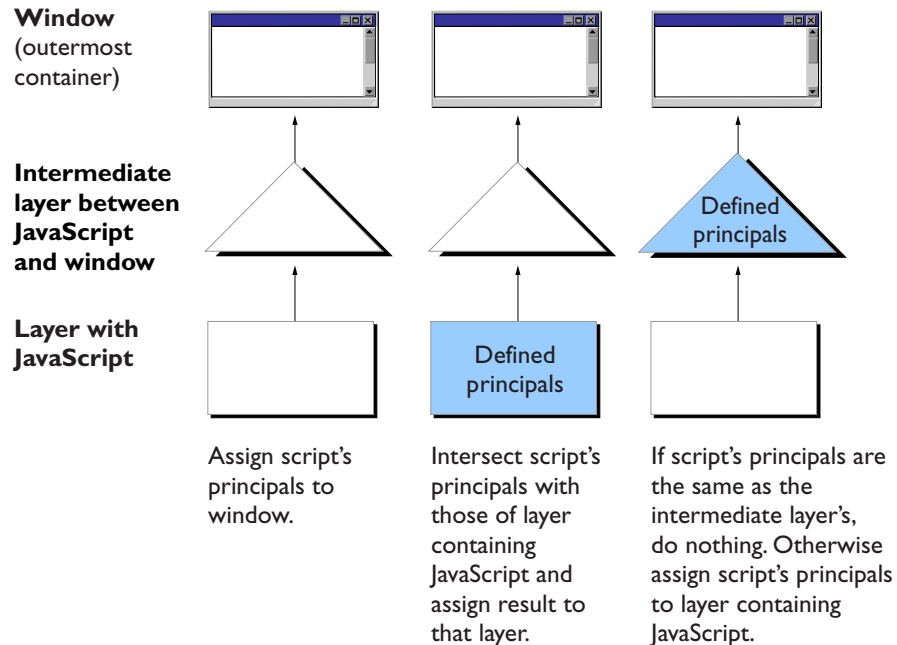 Window
(outermost
container)
Intermediate
layer between
JavaScript
and window
Defined
principals
Layer with
JavaScript
Defined
principals
Assign script's
principals to
window.
Intersect script's
principals with
those of layer
containing
JavaScript and
assign result to
that layer.
If script's principals are
the same as the
intermediate layer's,
do nothing. Otherwise
assign script's principals
to layer containing
JavaScript.